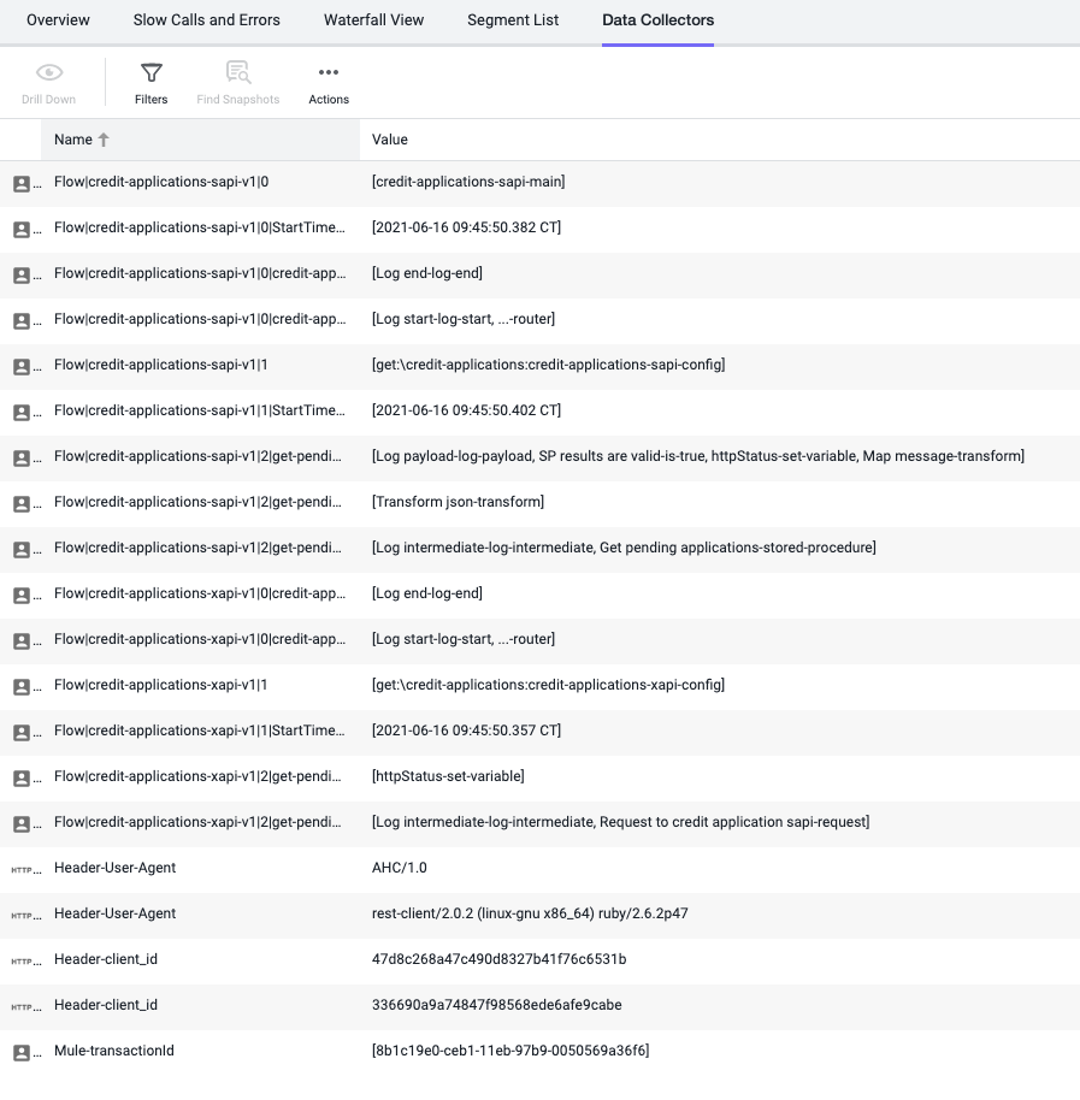 Overview Slow Calls and Errors Waterfall View Segment List Data Collectors
Drill Down Filters Find Snapshots Actions
Name Value
... Flow|credit-applications-sapi-v1|0 [credit-applications-sapi-main]
... Flow|credit-applications-sapi-v1|0|StartTime... [2021-06-16 09:45:50.382 CT]
... Flow|credit-applications-sapi-v1|0|credit-app... [Log end-log-end]
... Flow|credit-applications-sapi-v1|0|credit-app... [Log start-log-start, ...-router]
... Flow|credit-applications-sapi-v1|1 [get:\credit-applications:credit-applications-sapi-config]
... Flow|credit-applications-sapi-v1|1|StartTime... [2021-06-16 09:45:50.402 CT]
... Flow|credit-applications-sapi-v1|2|get-pendi... [Log payload-log-payload, SP results are valid-is-true, httpStatus-set-variable, Map message-transform]
... Flow|credit-applications-sapi-v1|2|get-pendi... [Transform json-transform]
... Flow|credit-applications-sapi-v1|2|get-pendi... [Log intermediate-log-intermediate, Get pending applications-stored-procedure]
... Flow|credit-applications-xapi-v1|0|credit-app... [Log end-log-end]
... Flow|credit-applications-xapi-v1|0|credit-app... [Log start-log-start, ...-router]
... Flow|credit-applications-xapi-v1|1 [get:\credit-applications:credit-applications-xapi-config]
... Flow|credit-applications-xapi-v1|1|StartTime... [2021-06-16 09:45:50.357 CT]
... Flow|credit-applications-xapi-v1|2|get-pendi... [httpStatus-set-variable]
... Flow|credit-applications-xapi-v1|2|get-pendi... [Log intermediate-log-intermediate, Request to credit application sapi-request]
HTTP... Header-User-Agent AHC/1.0
HTTP... Header-User-Agent rest-client/2.0.2 (linux-gnu x86_64) ruby/2.6.2p47
HTTP... Header-client_id 47d8c268a47c490d8327b41f76c6531b
HTTP... Header-client_id 336690a9a74847f98568ede6afe9cabe
... Mule-transactionId [8b1c19e0-ceb1-11eb-97b9-0050569a36f6]